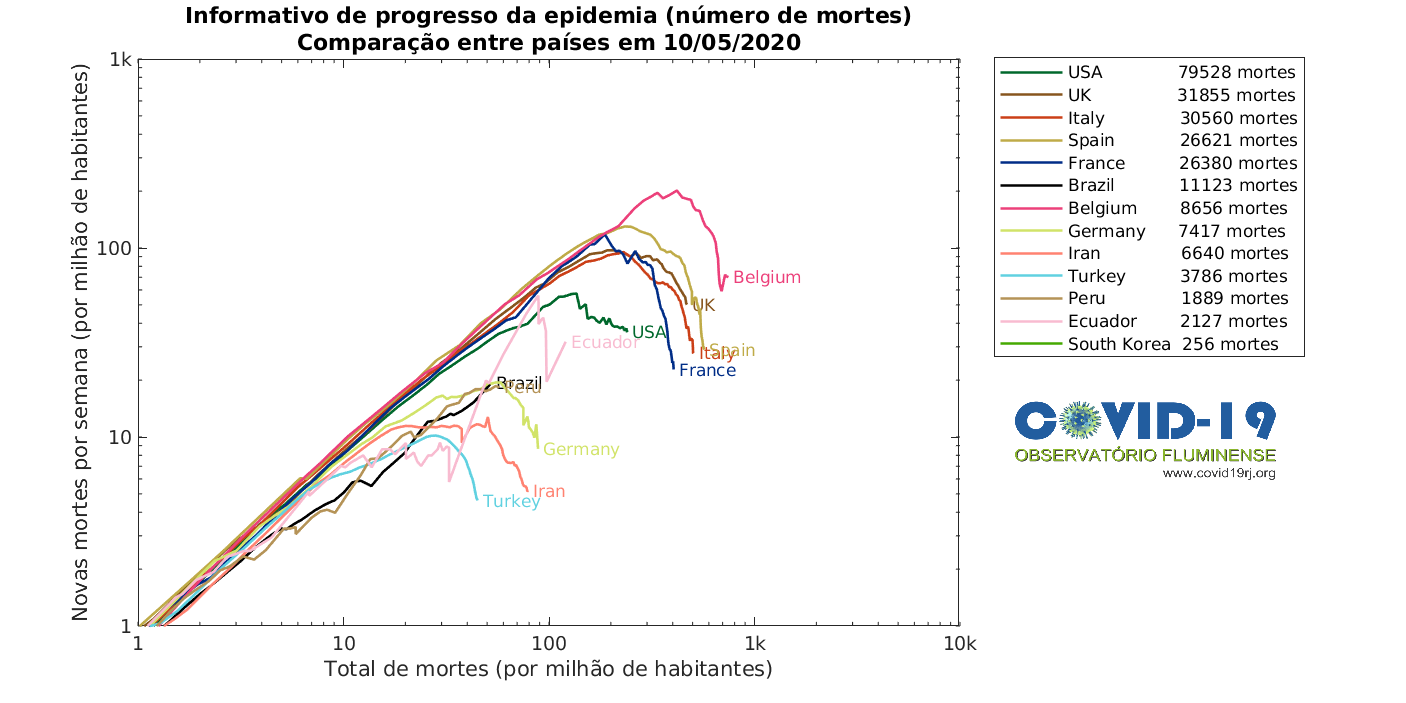 Informativo de progresso da epidemia (número de mortes)
Comparação entre países em 10/05/2020
Novas mortes por semana (por milhão de habitantes)
1k
100
10
1
1
10
100
1k
10k
Total de mortes (por milhão de habitantes)
Belgium
UK
USA
Ecuador
Spain
Italy
France
Brazil
Peru
Germany
Iran
Turkey
USA 79528 mortes
UK 31855 mortes
Italy 30560 mortes
Spain 26621 mortes
France 26380 mortes
Brazil 11123 mortes
Belgium 8656 mortes
Germany 7417 mortes
Iran 6640 mortes
Turkey 3786 mortes
Peru 1889 mortes
Ecuador 2127 mortes
South Korea 256 mortes
COVID-19
OBSERVATÓRIO FLUMINENSE
www.covid19rj.org